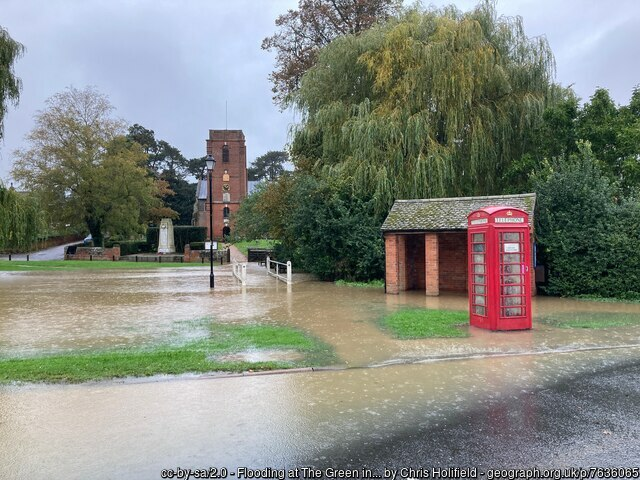 TELEPHONE
cc-by-sa/2.0 - Flooding at The Green in... by Chris Holifield - geograph.org.uk/p/7636065